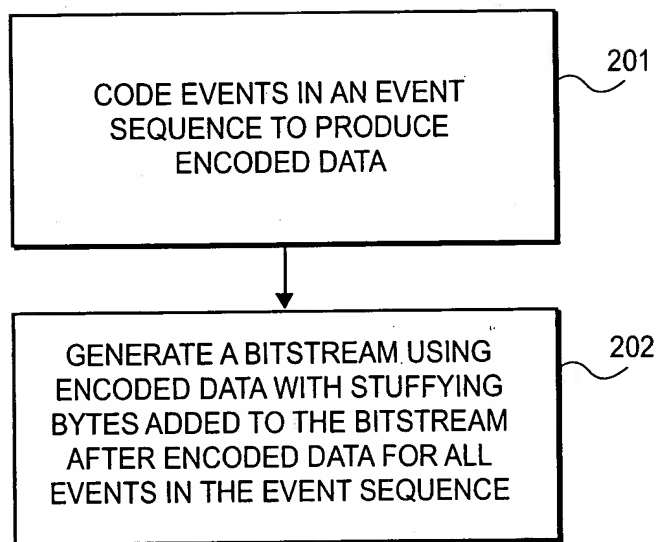 CODE EVENTS IN AN EVENT
SEQUENCE TO PRODUCE
ENCODED DATA
201
GENERATE A BITSTREAM USING
ENCODED DATA WITH STUFFYING
BYTES ADDED TO THE BITSTREAM
AFTER ENCODED DATA FOR ALL
EVENTS IN THE EVENT SEQUENCE
202